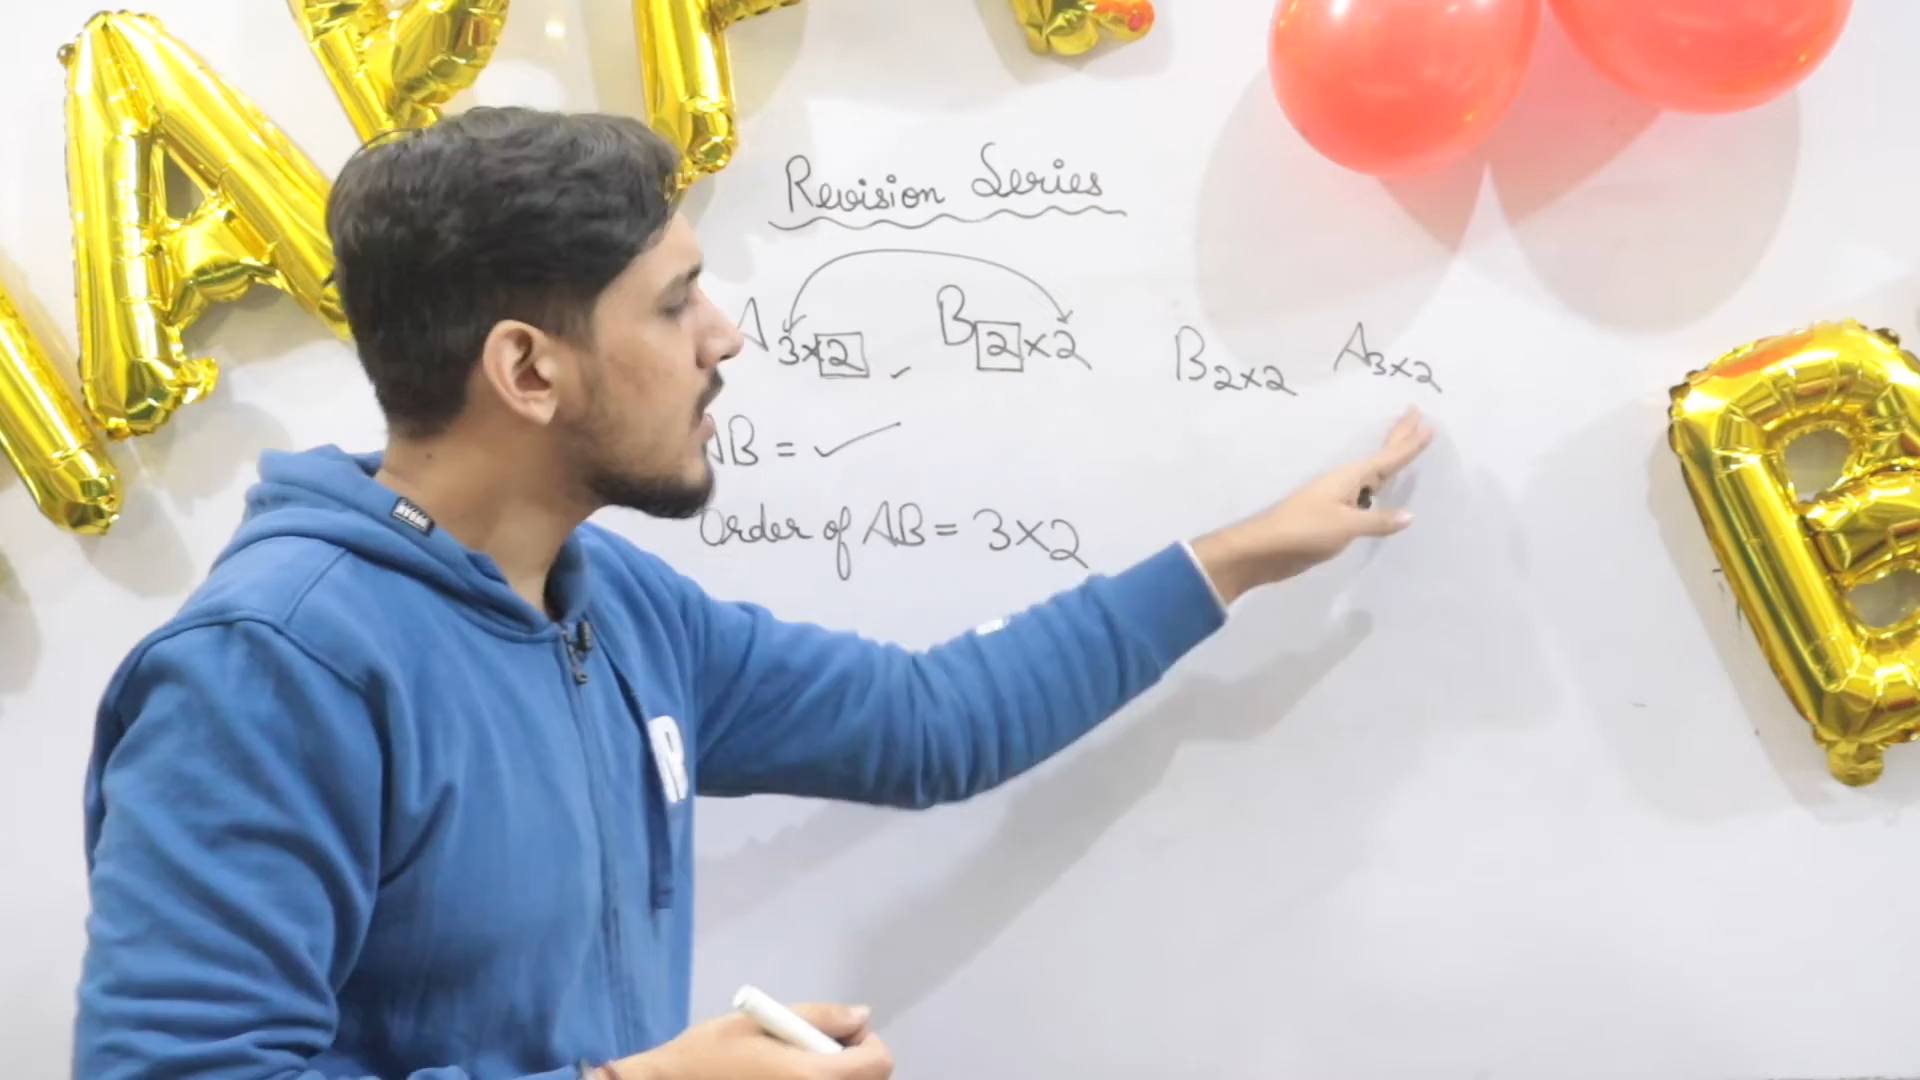 Revision Series
A3×2, B2×2
B2×2 A3×2
AB = ✓
Order of AB = 3×2
R